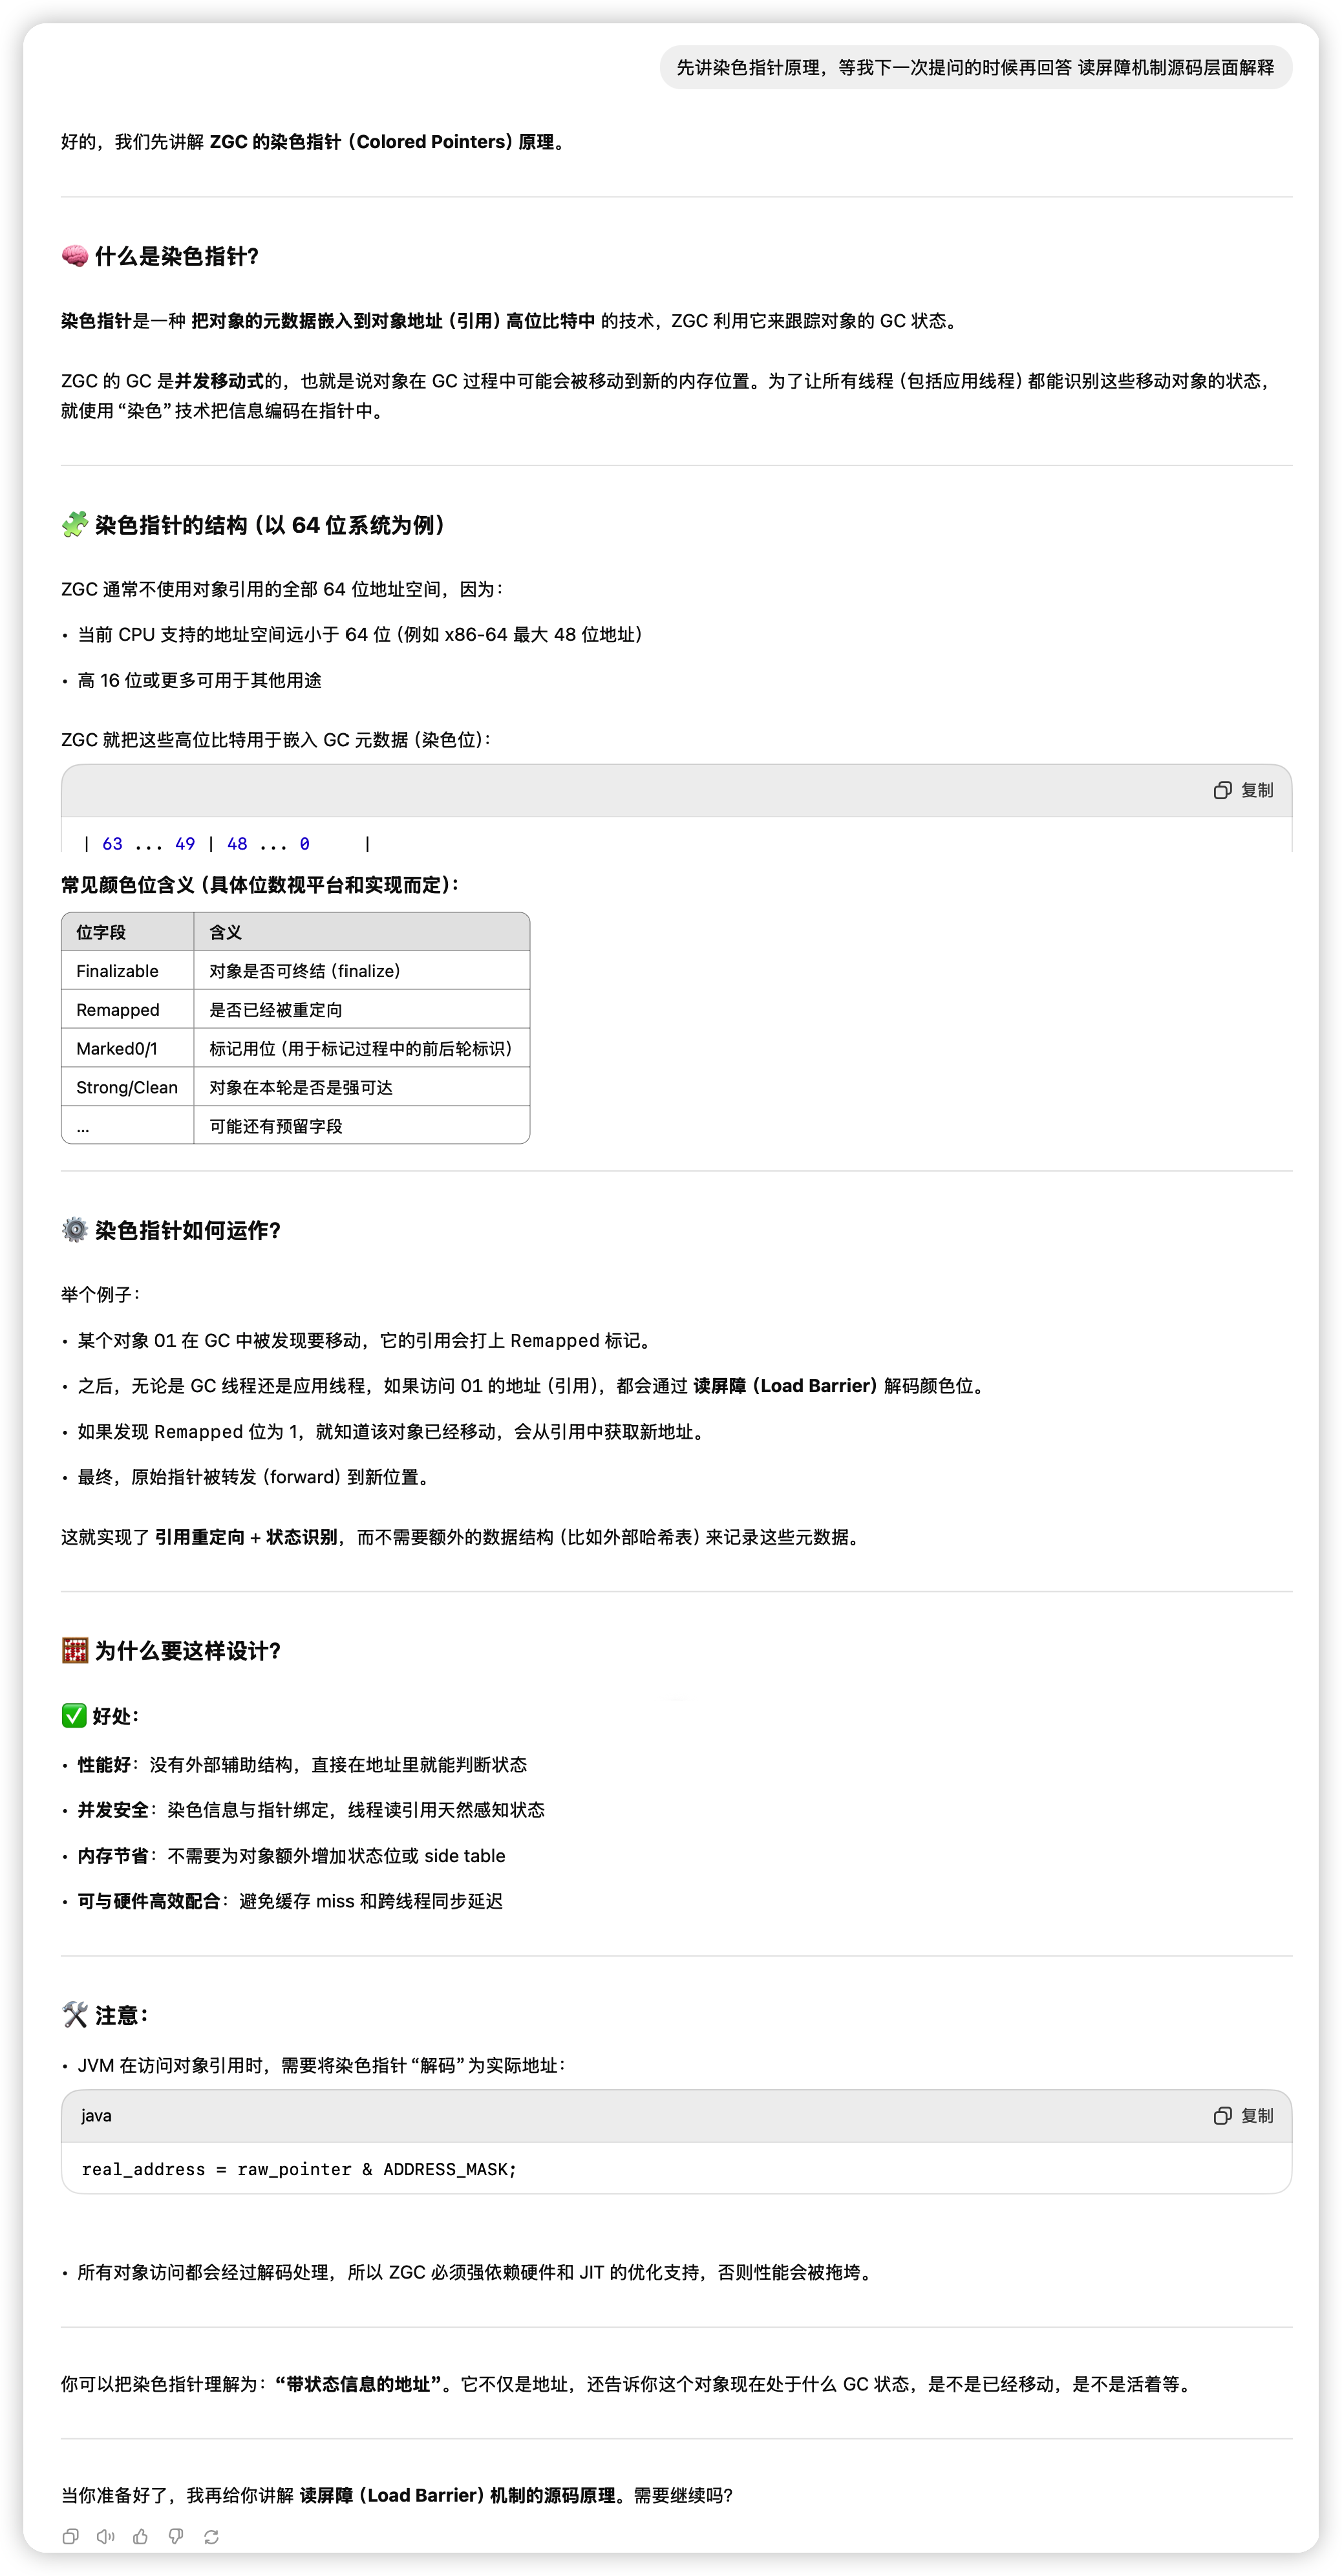 先讲染色指针原理，等我下一次提问的时候再回答 读屏障机制源码层面解释
好的，我们先讲解 ZGC 的染色指针（Colored Pointers）原理。
🧠 什么是染色指针？
染色指针是一种 把对象的元数据嵌入到对象地址（引用）高位比特中 的技术，ZGC 利用它来跟踪对象的 GC 状态。
ZGC 的 GC 是并发移动式的，也就是说对象在 GC 过程中可能会被移动到新的内存位置。为了让所有线程（包括应用线程）都能识别这些移动对象的状态，
就使用“染色”技术把信息编码在指针中。
🧩 染色指针的结构（以 64 位系统为例）
ZGC 通常不使用对象引用的全部 64 位地址空间，因为：
• 当前 CPU 支持的地址空间远小于 64 位（例如 x86-64 最大 48 位地址）
• 高 16 位或更多可用于其他用途
ZGC 就把这些高位比特用于嵌入 GC 元数据（染色位）：
复制
| 63 ... 49 | 48 ... 0     |
常见颜色位含义（具体位数视平台和实现而定）：
位字段 含义
Finalizable 对象是否可终结（finalize）
Remapped 是否已经被重定向
Marked0/1 标记用位（用于标记过程中的前后轮标识）
Strong/Clean 对象在本轮是否是强可达
... 可能还有预留字段
⚙️ 染色指针如何运作？
举个例子：
• 某个对象 O1 在 GC 中被发现要移动，它的引用会打上 Remapped 标记。
• 之后，无论是 GC 线程还是应用线程，如果访问 O1 的地址（引用），都会通过 读屏障（Load Barrier）解码颜色位。
• 如果发现 Remapped 位为 1，就知道该对象已经移动，会从引用中获取新地址。
• 最终，原始指针被转发（forward）到新位置。
这就实现了 引用重定向 + 状态识别，而不需要额外的数据结构（比如外部哈希表）来记录这些元数据。
🧮 为什么要这样设计？
✅ 好处：
• 性能好：没有外部辅助结构，直接在地址里就能判断状态
• 并发安全：染色信息与指针绑定，线程读引用天然感知状态
• 内存节省：不需要为对象额外增加状态位或 side table
• 可与硬件高效配合：避免缓存 miss 和跨线程同步延迟
🛠 注意：
• JVM 在访问对象引用时，需要将染色指针“解码”为实际地址：
java 复制
real_address = raw_pointer & ADDRESS_MASK;
• 所有对象访问都会经过解码处理，所以 ZGC 必须强依赖硬件和 JIT 的优化支持，否则性能会被拖垮。
你可以把染色指针理解为：“带状态信息的地址”。它不仅是地址，还告诉你这个对象现在处于什么 GC 状态，是不是已经移动，是不是活着等。
当你准备好了，我再给你讲解 读屏障（Load Barrier）机制的源码原理。需要继续吗？